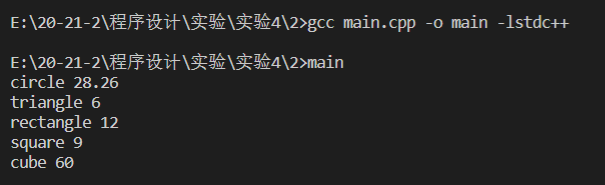 E:\20-21-2\程序设计\实验\实验4\2>gcc main.cpp -o main -lstdc++
E:\20-21-2\程序设计\实验\实验4\2>main
circle 28.26
triangle 6
rectangle 12
square 9
cube 60